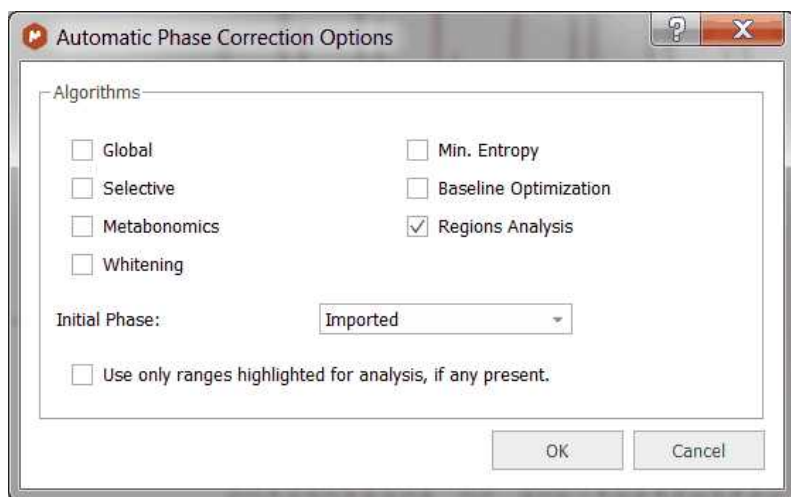 Automatic Phase Correction Options
Algorithms
Global
Min. Entropy
Selective
Baseline Optimization
Metabonomics
Regions Analysis
Whitening
Initial Phase:
Imported
Use only ranges highlighted for analysis, if any present.
OK
Cancel